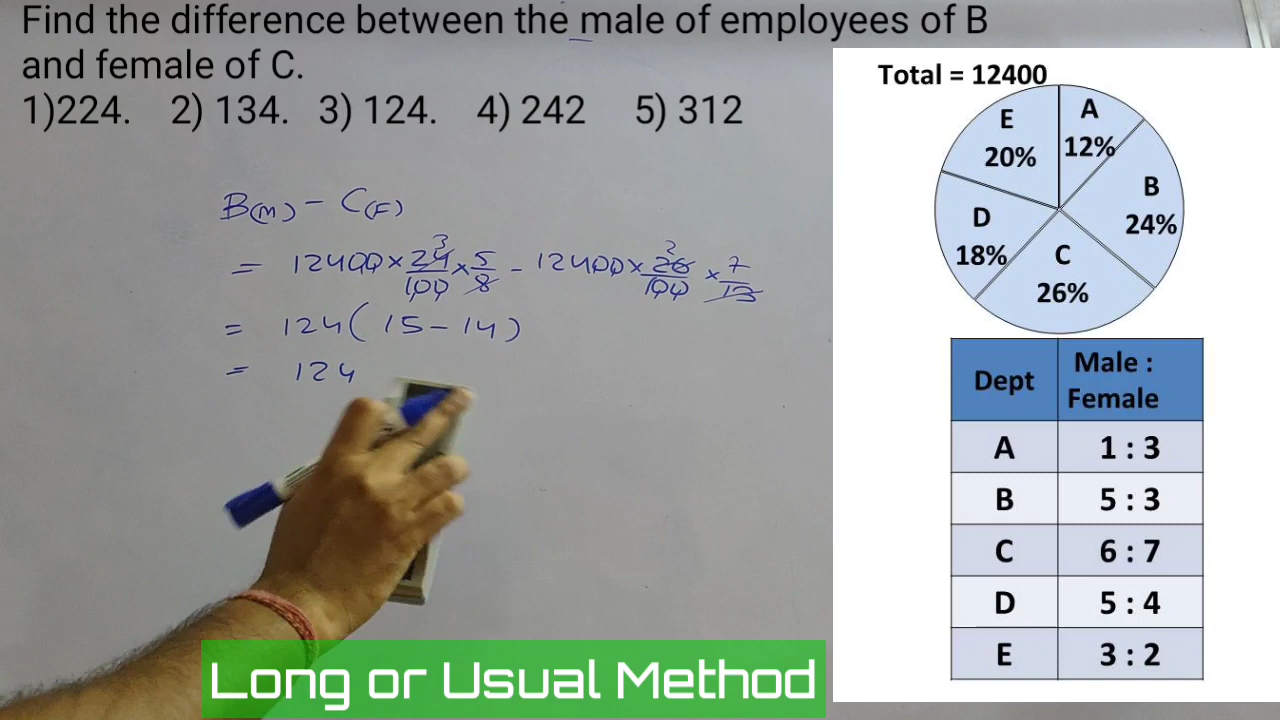 Find the difference between the male of employees of B
and female of C.
1)224. 2) 134. 3) 124. 4) 242 5) 312
B(M) - C(F)
= 12400 × 24/100 3 × 5/8 - 12400 × 26/100 2 × 7/13
= 124 ( 15 - 14 )
= 124
Long or Usual Method
Total = 12400
E
20%
A
12%
B
24%
D
18%
C
26%
Dept Male : Female
A 1 : 3
B 5 : 3
C 6 : 7
D 5 : 4
E 3 : 2